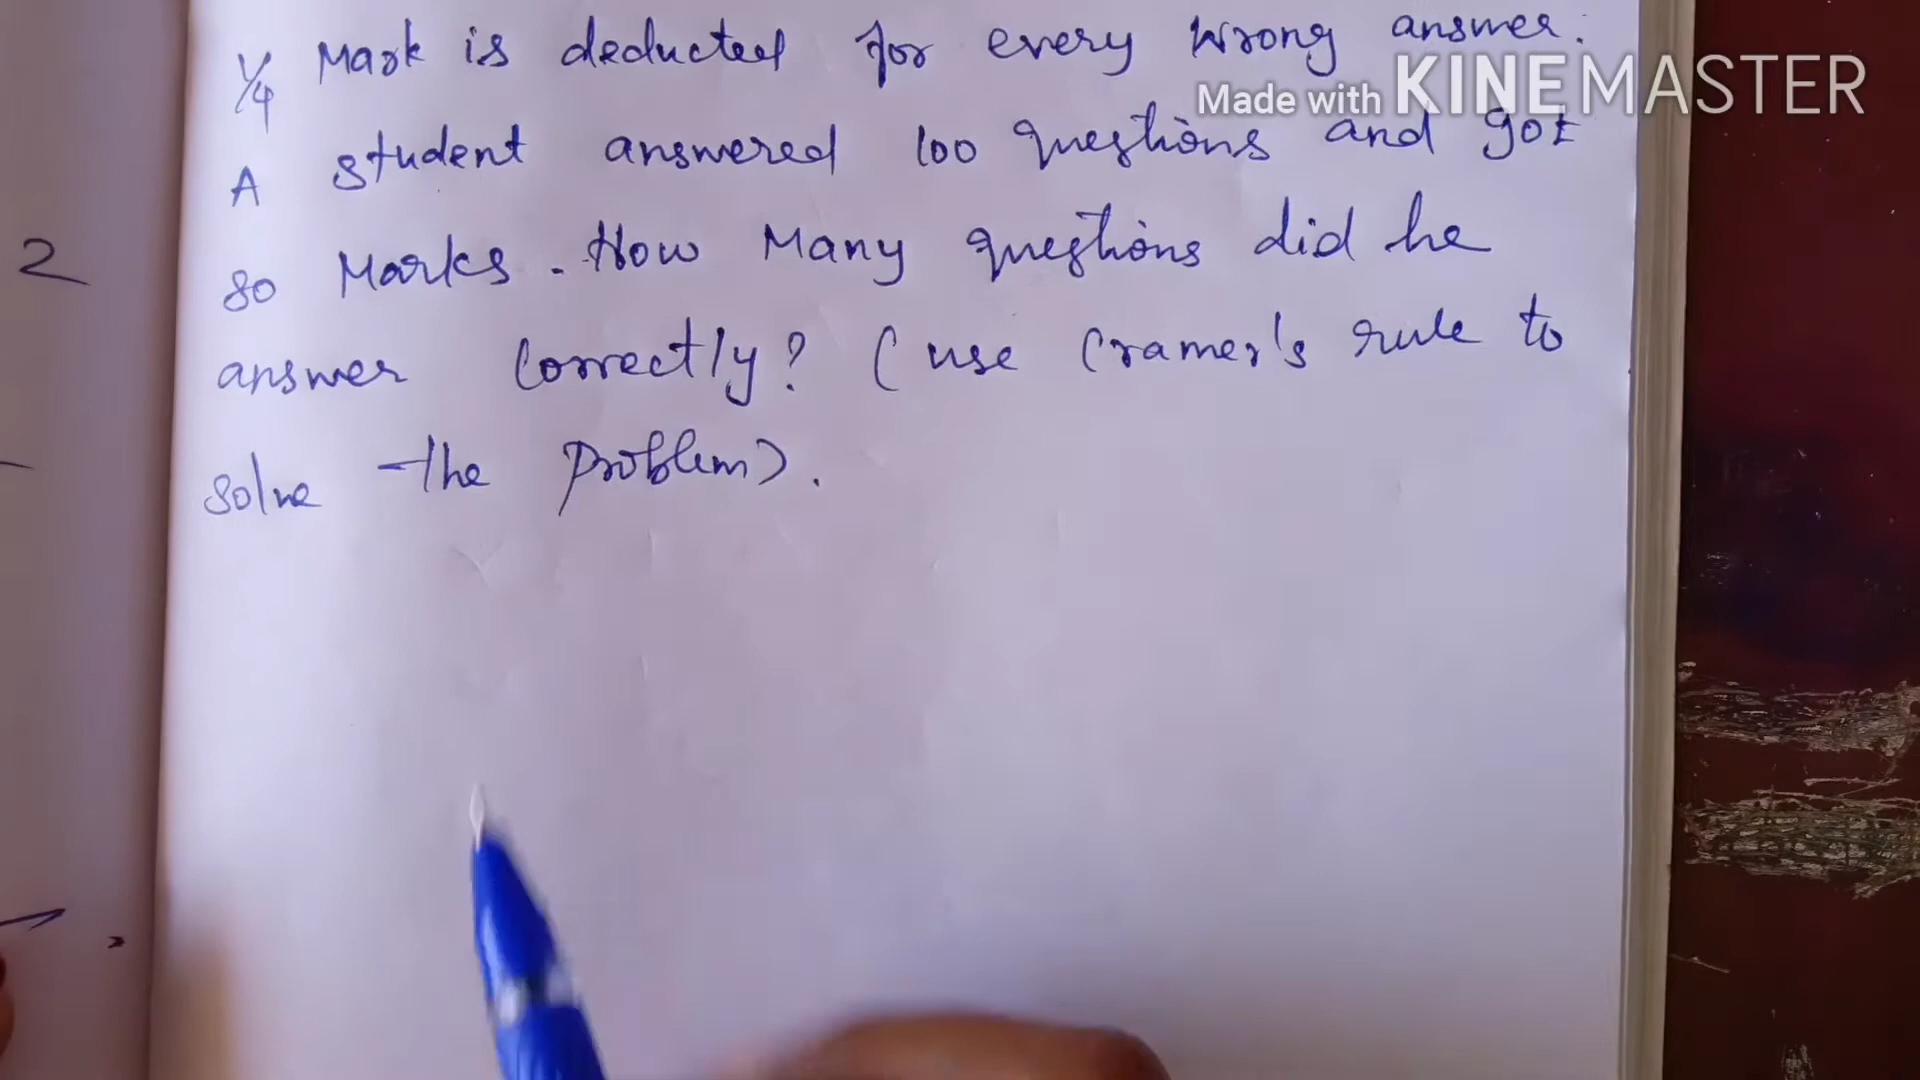 1/4 Mark is deducted for every wrong answer.
Made with KINEMASTER
A student answered 100 questions and got
80 Marks. How Many questions did he
2
answer correctly? (use Cramer's rule to
solve the problem).